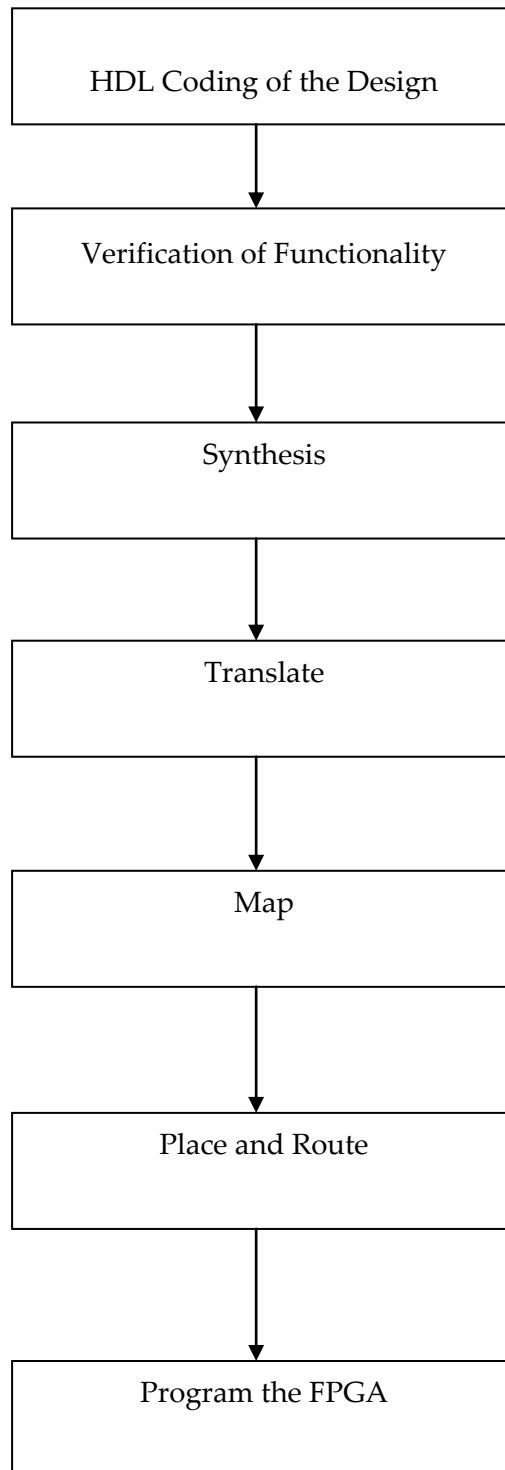 HDL Coding of the Design
Verification of Functionality
Synthesis
Translate
Map
Place and Route
Program the FPGA